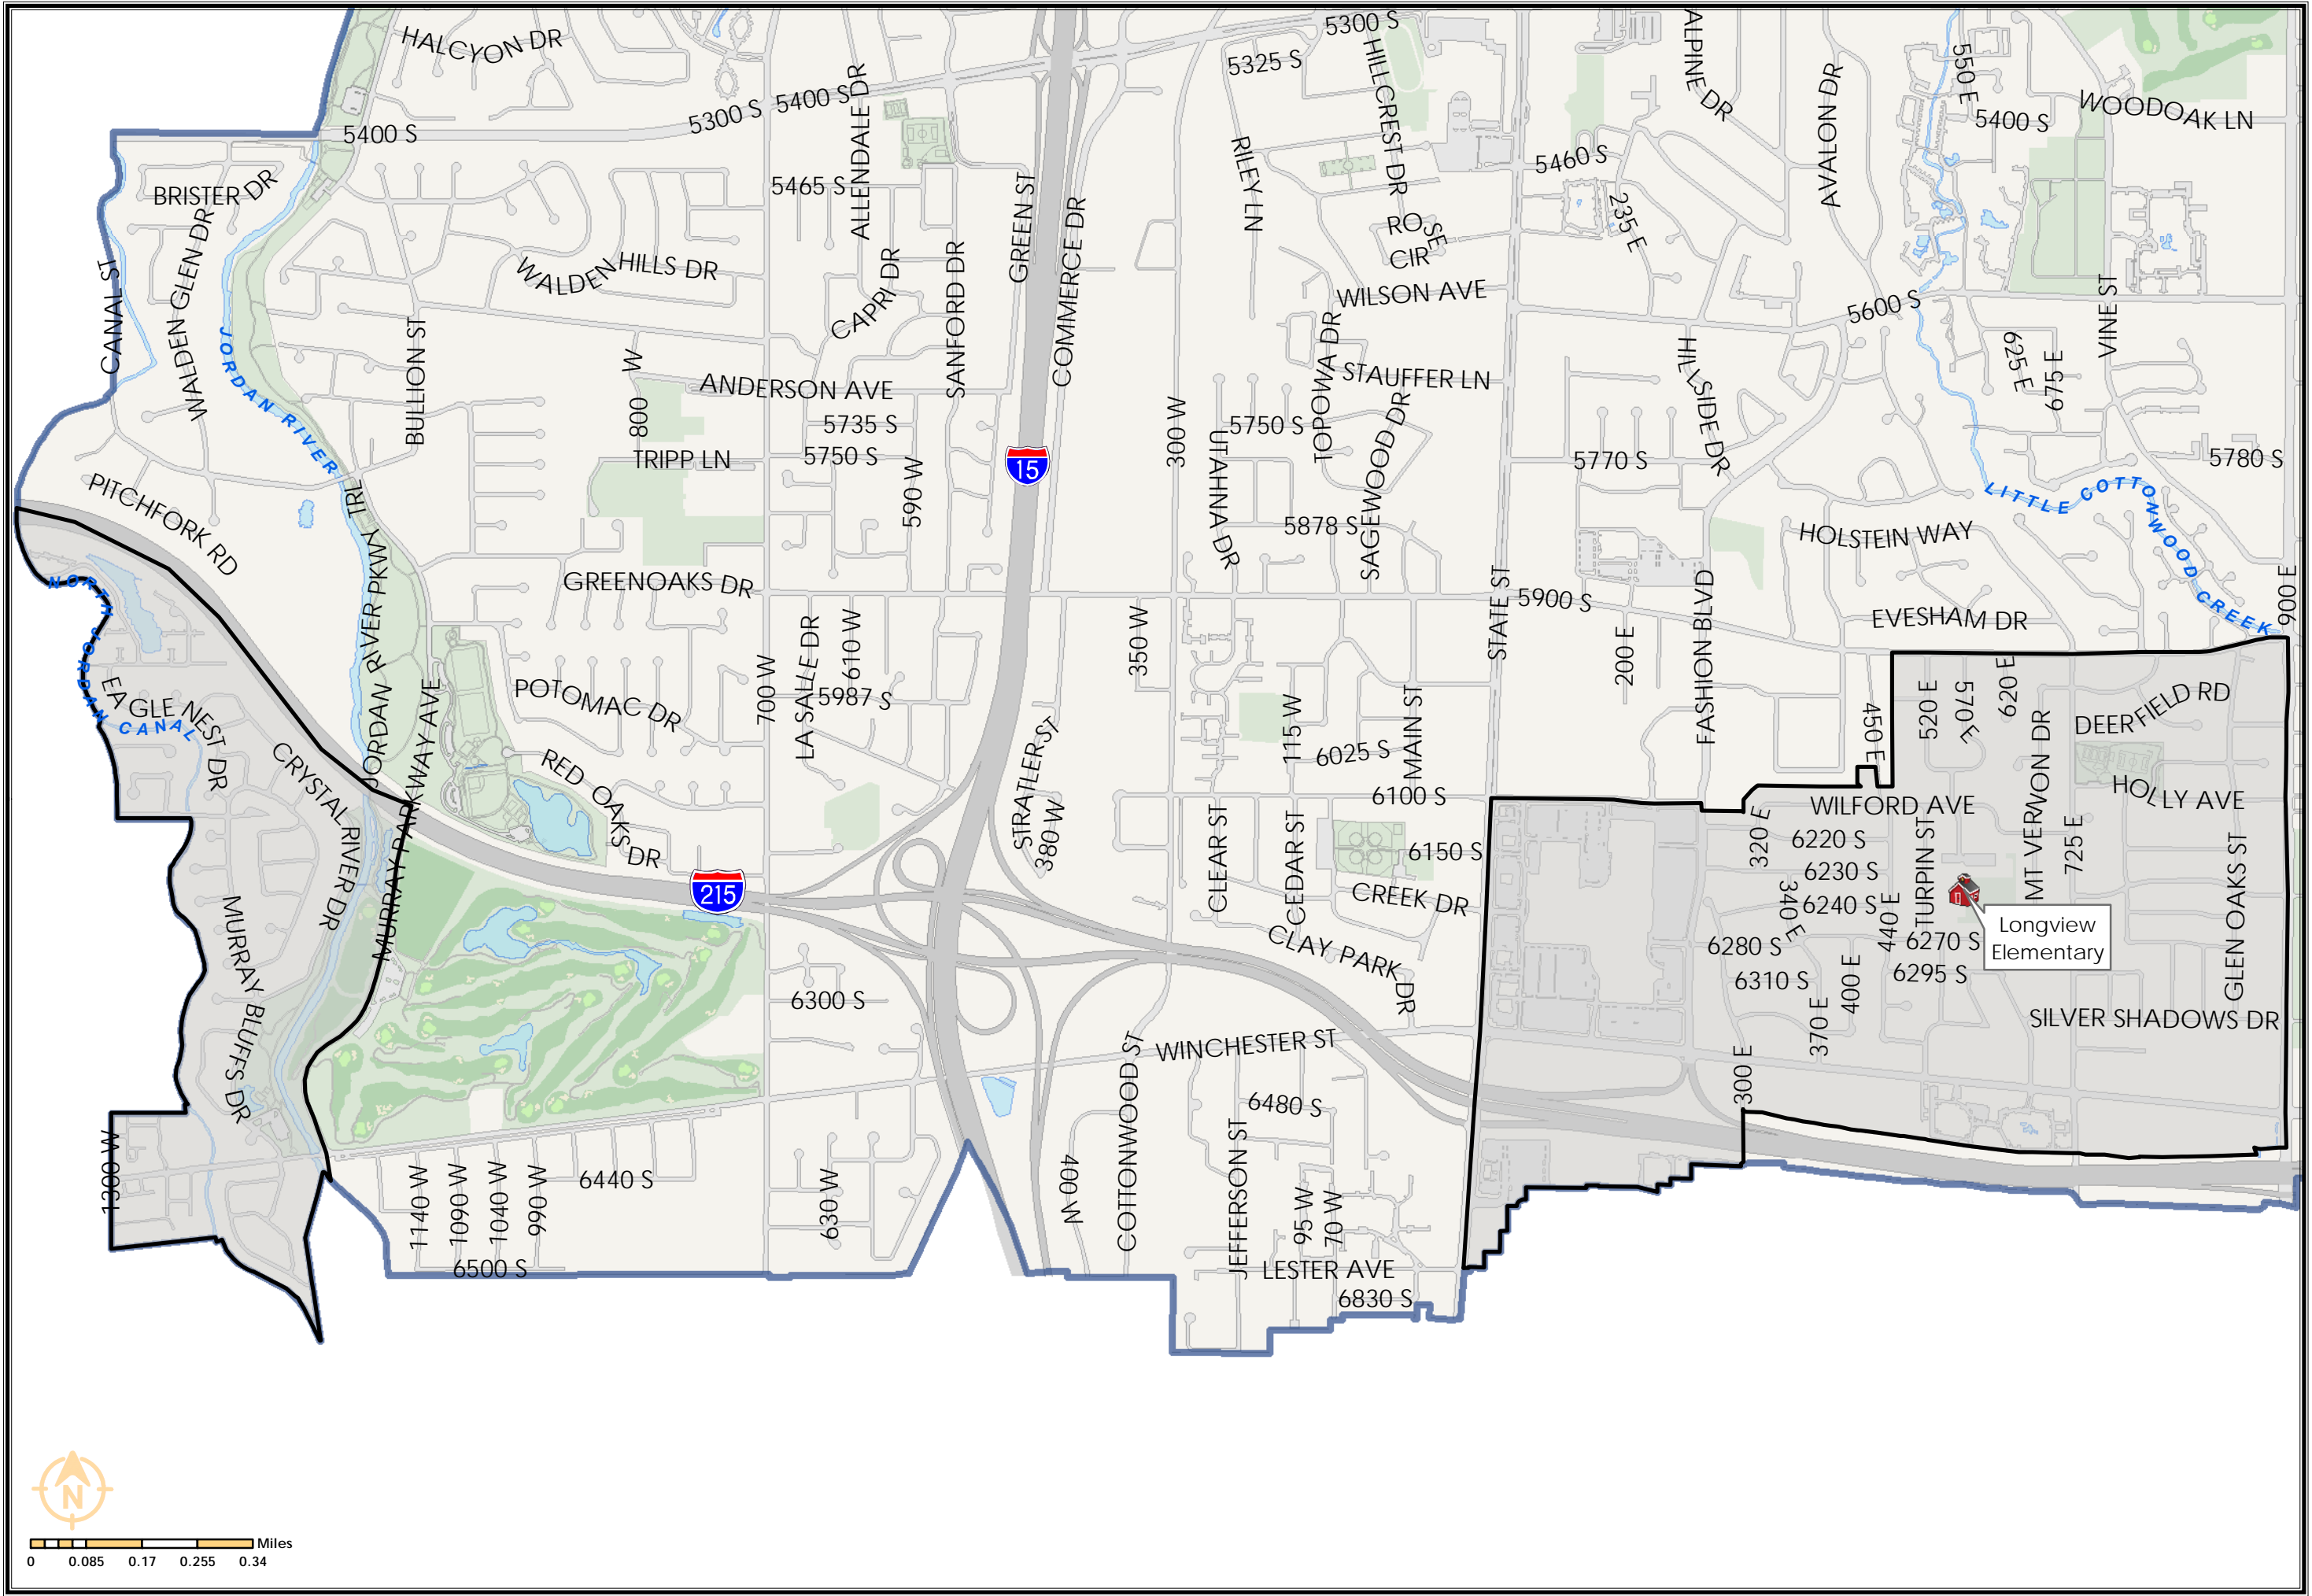 HALCYON DR
5300 S
5325 S
HILLCREST DR
ALPINE DR
AVALON DR
550 E
5400 S
WOODOAK LN
5400 S
5300 S
5400 S
ALLENDALE DR
5465 S
GREEN ST
COMMERCE DR
RILEY LN
5460 S
235 E
ROSE
CIR
WILSON AVE
5600 S
VINE ST
BRISTER DR
WALDEN GLEN DR
CANAL ST
JORDAN RIVER
WALDEN HILLS DR
CAPRI DR
SANFORD DR
BULLION ST
800 W
ANDERSON AVE
5735 S
5750 S
TRIPP LN
590 W
15
300 W
UTAHNA DR
5750 S
TOPOWA DR
STAUFFER LN
SAGEWOOD DR
5878 S
HILLSIDE DR
5770 S
625 E
675 E
5780 S
LITTLE COTTONWOOD CREEK
HOLSTEIN WAY
EVESHAM DR
900 E
PITCHFORK RD
JORDAN RIVER PKWY TRL
GREENOAKS DR
5900 S
STATE ST
200 E
FASHION BLVD
350 W
LA SALLE DR
610 W
5987 S
700 W
POTOMAC DR
RED OAKS DR
MURRAY PARKWAY AVE
NORTH JORDAN CANAL
EAGLE NEST DR
CRYSTAL RIVER DR
MURRAY BLUFFS DR
STRATLER ST
380 W
115 W
6025 S
MAIN ST
6100 S
CLEAR ST
CEDAR ST
6150 S
CREEK DR
CLAY PARK DR
215
6300 S
WINCHESTER ST
COTTONWOOD ST
400 W
JEFFERSON ST
6480 S
95 W
70 W
LESTER AVE
6830 S
450 E
520 E
570 E
620 E
MT VERNON DR
DEERFIELD RD
HOLLY AVE
WILFORD AVE
320 E
6220 S
6230 S
340 E
6240 S
440 E
TURPIN ST
725 E
GLEN OAKS ST
Longview
Elementary
6280 S
6270 S
6310 S
6295 S
400 E
370 E
SILVER SHADOWS DR
300 E
1300 W
1140 W
1090 W
1040 W
990 W
6440 S
630 W
6500 S
N
Miles
0 0.085 0.17 0.255 0.34